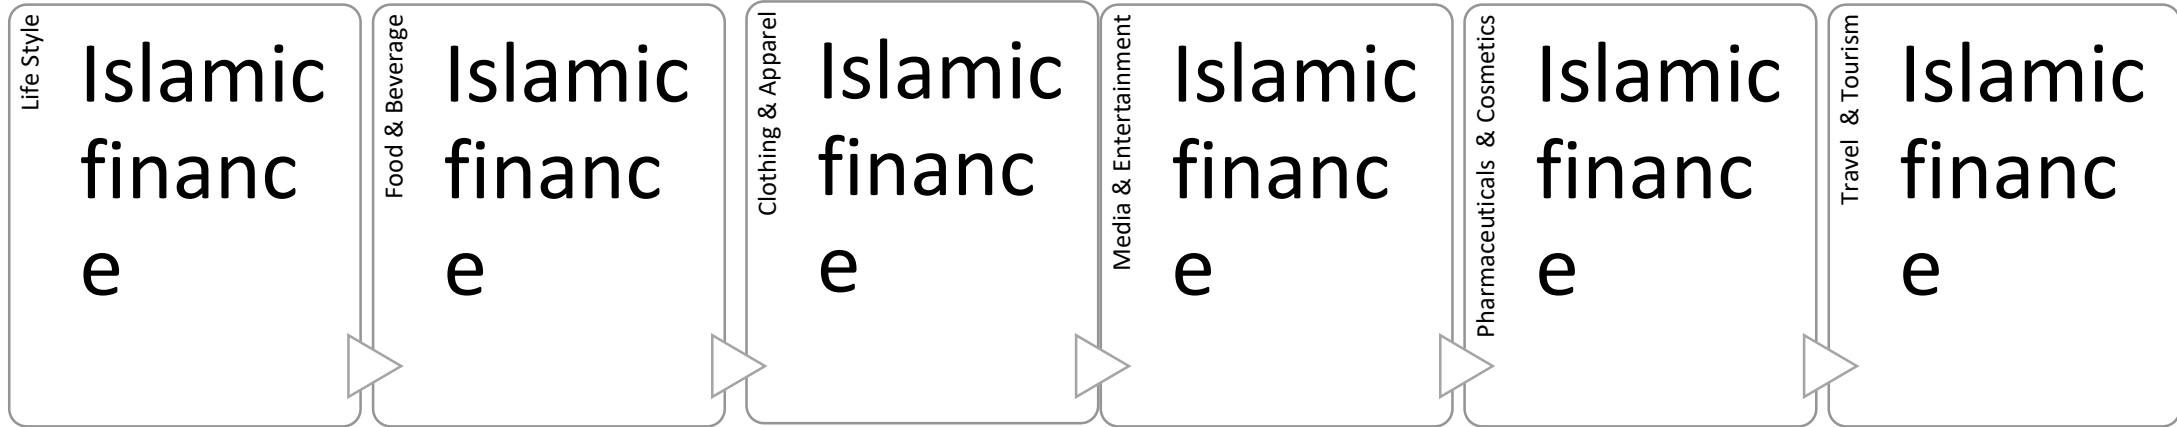 Life Style
Islamic
financ
e
Food & Beverage
Islamic
financ
e
Clothing & Apparel
Islamic
financ
e
Media & Entertainment
Islamic
financ
e
Pharmaceuticals & Cosmetics
Islamic
financ
e
Travel & Tourism
Islamic
financ
e